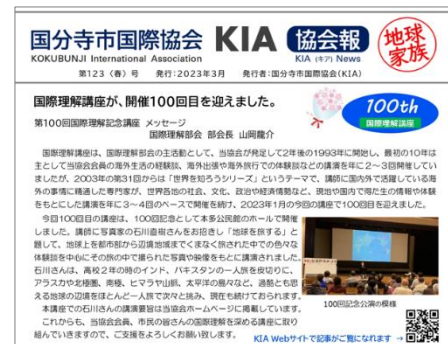 国分寺市国際協会 KIA 協会報
KOKUBUNJI International Association KIA (キア) News
地球
家族
第123 (春) 号 発行：2023年3月 発行者：国分寺市国際協会(KIA)
国際理解講座が、開催100回目を迎えました。
100th
国際理解講座
第100回国際理解記念講座 メッセージ
国際理解部会 部会長 山岡龍介
国際理解講座は、国際理解部会の主活動として、当協会が発足して2年後の1993年に開始し、最初の10年は
主として当協会会員の海外生活の経験談、海外出張や海外旅行での体験談などの講演を年に2～3回開催してい
ましたが、2003年の第31回からは「世界を知ろうシリーズ」というテーマで、講師に国内外で活躍している海
外の事情に精通した専門家が、世界各地の社会、文化、政治や経済情勢など、現地や国内で得た生の情報や体験
をもとにした講演を年に3～4回のペースで開催を続け、2023年1月の今回の講座で100回目を迎えました。
今回100回目の講座は、100回記念として本多公民館のホールで開催
しました。講師に写真家の石川直樹さんをお招きし「地球を旅する」と
題して、地球上を都市部から辺境地域までくまなく旅された中での色々な
体験談を中心にその旅の中で撮られた写真や映像をもとに講演されました。
石川さんは、高校2年の時のインド、パキスタンの一人旅を皮切りに、
アラスカや北極圏、南極、ヒマラヤ山脈、太平洋の島々など、過酷とも思
える地球の辺境をほとんど一人旅で次々と挑み、現在も続けておられます。
本講座での石川さんの講演要旨は当協会ホームページに掲載しています。
これからも、当協会会員、市民の皆さんの国際理解を深める講座に取り
組んでいきますので、ご支援をよろしくお願い致します。
100回記念公演の模様
KIA Webサイトで記事がご覧になれます →